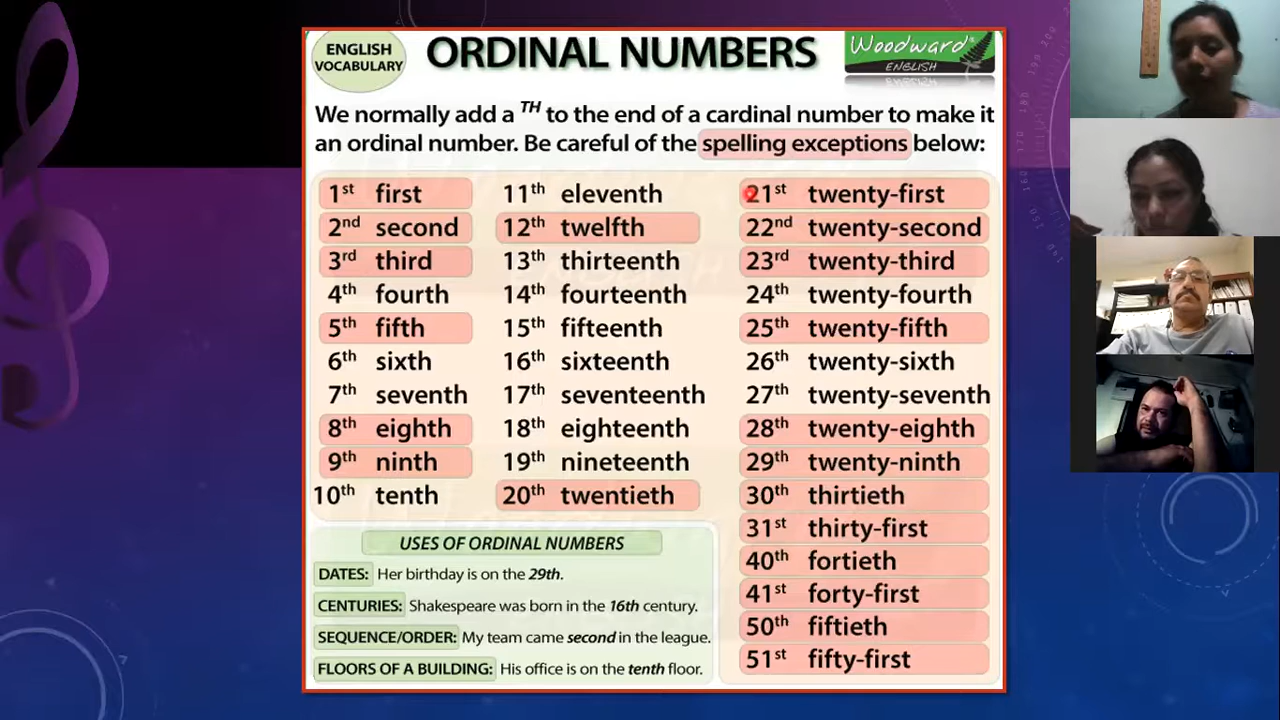 ENGLISH
VOCABULARY
ORDINAL NUMBERS
Woodward®
ENGLISH
We normally add a TH to the end of a cardinal number to make it
an ordinal number. Be careful of the spelling exceptions below:
1st first
2nd second
3rd third
4th fourth
5th fifth
6th sixth
7th seventh
8th eighth
9th ninth
10th tenth
11th eleventh
12th twelfth
13th thirteenth
14th fourteenth
15th fifteenth
16th sixteenth
17th seventeenth
18th eighteenth
19th nineteenth
20th twentieth
21st twenty-first
22nd twenty-second
23rd twenty-third
24th twenty-fourth
25th twenty-fifth
26th twenty-sixth
27th twenty-seventh
28th twenty-eighth
29th twenty-ninth
30th thirtieth
31st thirty-first
40th fortieth
41st forty-first
50th fiftieth
51st fifty-first
USES OF ORDINAL NUMBERS
DATES: Her birthday is on the 29th.
CENTURIES: Shakespeare was born in the 16th century.
SEQUENCE/ORDER: My team came second in the league.
FLOORS OF A BUILDING: His office is on the tenth floor.